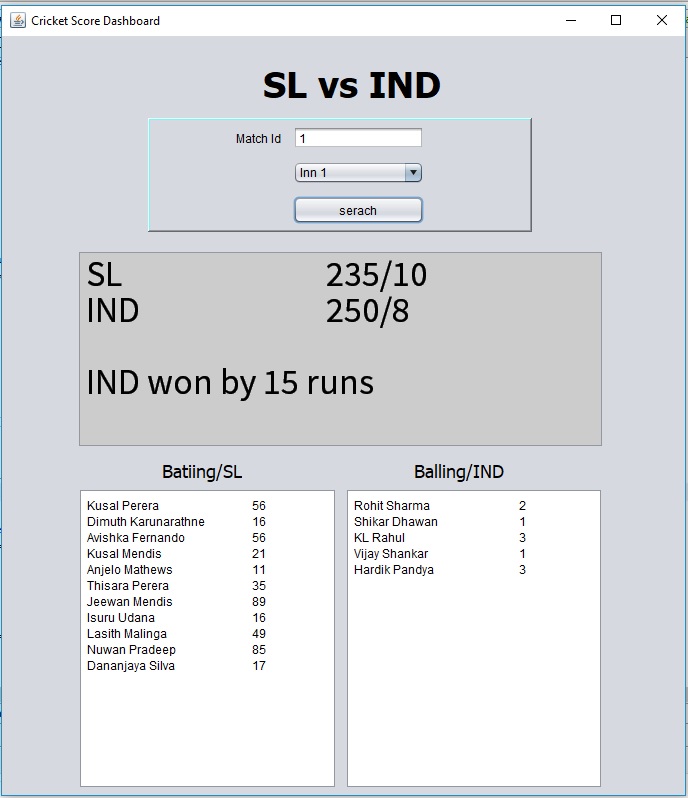 Cricket Score Dashboard
SL vs IND
Match Id 1
Inn 1
serach
SL 235/10
IND 250/8
IND won by 15 runs
Batiing/SL
Kusal Perera 56
Dimuth Karunarathne 16
Avishka Fernando 56
Kusal Mendis 21
Anjelo Mathews 11
Thisara Perera 35
Jeewan Mendis 89
Isuru Udana 16
Lasith Malinga 49
Nuwan Pradeep 85
Dananjaya Silva 17
Balling/IND
Rohit Sharma 2
Shikar Dhawan 1
KL Rahul 3
Vijay Shankar 1
Hardik Pandya 3